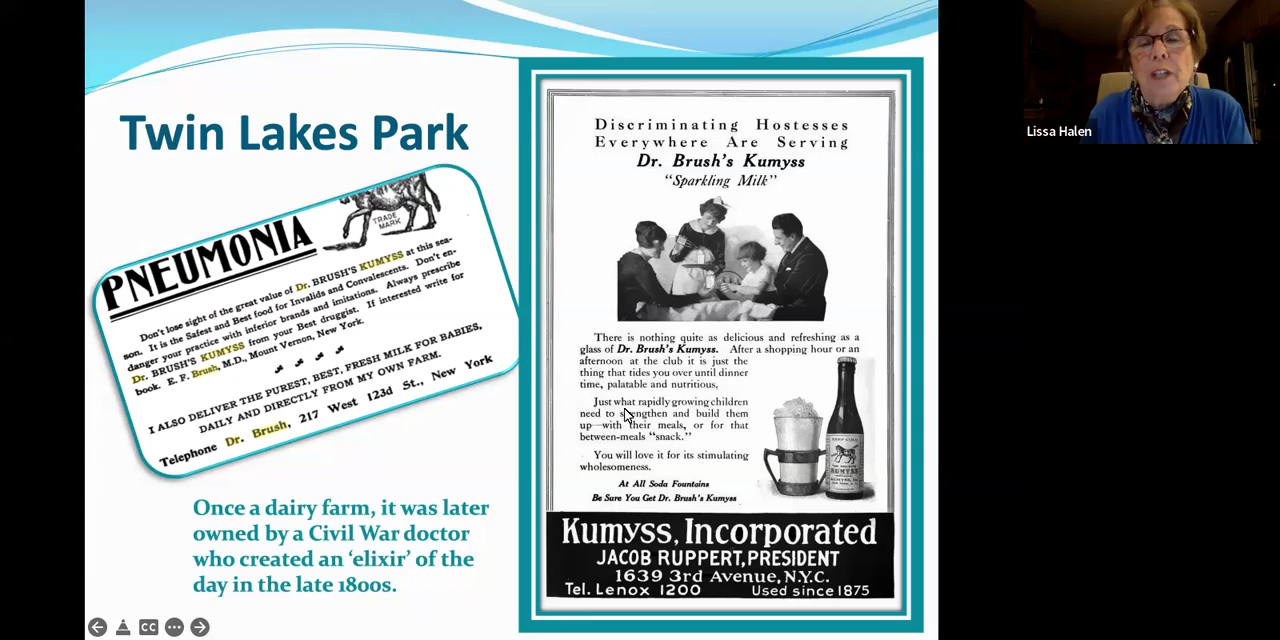 Twin Lakes Park
TRADE
MARK
PNEUMONIA
Don't lose sight of the great value of Dr. BRUSH'S KUMYSS at this sea-
son. It is the Safest and Best food for Invalids and Convalescents. Don't en-
danger your practice with inferior brands and imitations. Always prescribe
Dr. BRUSH'S KUMYSS from your Best druggist. If interested write for
book. E. F. Brush, M.D., Mount Vernon, New York.
I ALSO DELIVER THE PUREST, BEST, FRESH MILK FOR BABIES,
DAILY AND DIRECTLY FROM MY OWN FARM.
Telephone Dr. Brush, 217 West 123d St., New York
Once a dairy farm, it was later
owned by a Civil War doctor
who created an ‘elixir’ of the
day in the late 1800s.
Discriminating Hostesses
Everywhere Are Serving
Dr. Brush's Kumyss
"Sparkling Milk"
There is nothing quite as delicious and refreshing as a
glass of Dr. Brush's Kumyss. After a shopping hour or an
afternoon at the club it is just the
thing that tides you over until dinner
time, palatable and nutritious,
Just what rapidly growing children
need to strengthen and build them
up—with their meals, or for that
between-meals "snack."
You will love it for its stimulating
wholesomeness.
At All Soda Fountains
Be Sure You Get Dr. Brush's Kumyss
KUMYSS
Kumyss, Incorporated
JACOB RUPPERT, PRESIDENT
1639 3rd Avenue, N.Y.C.
Tel. Lenox 1200 Used since 1875
CC
Lissa Halen